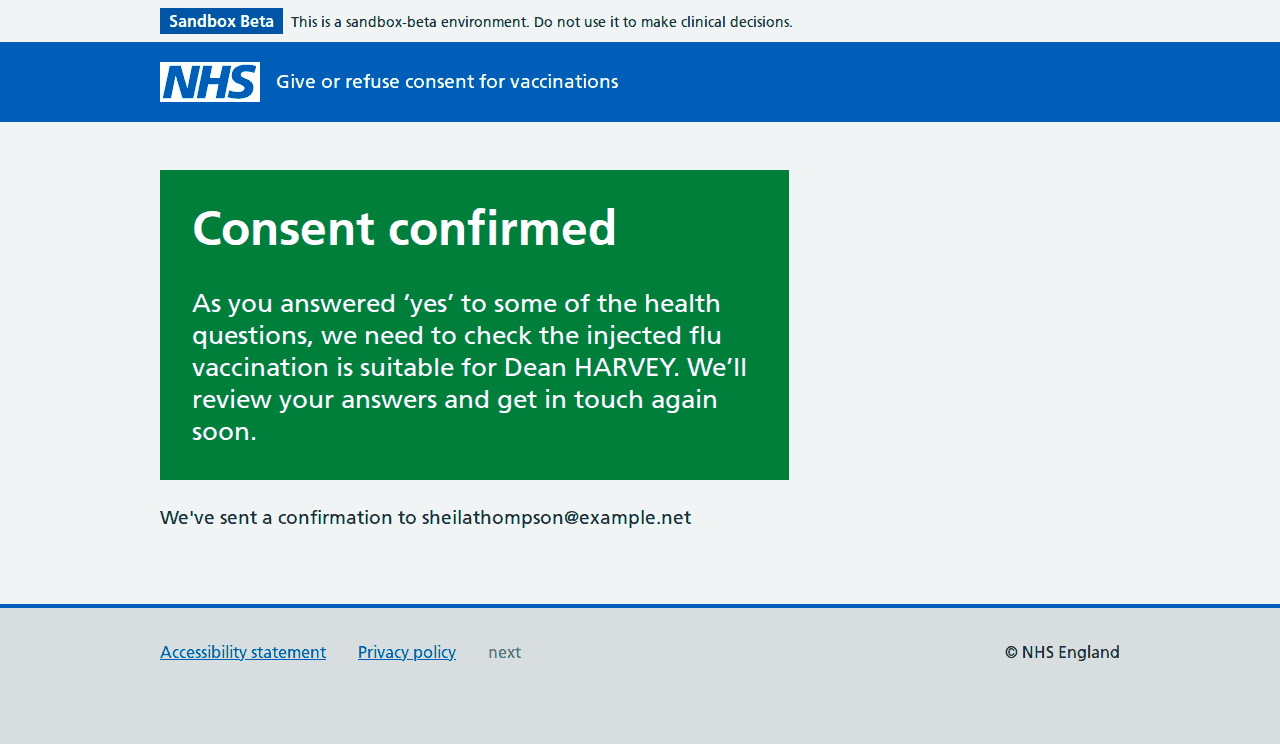 Sandbox Beta This is a sandbox-beta environment. Do not use it to make clinical decisions.
NHS Give or refuse consent for vaccinations
Consent confirmed
As you answered ‘yes’ to some of the health
questions, we need to check the injected flu
vaccination is suitable for Dean HARVEY. We’ll
review your answers and get in touch again
soon.
We've sent a confirmation to sheilathompson@example.net
Accessibility statement Privacy policy next © NHS England